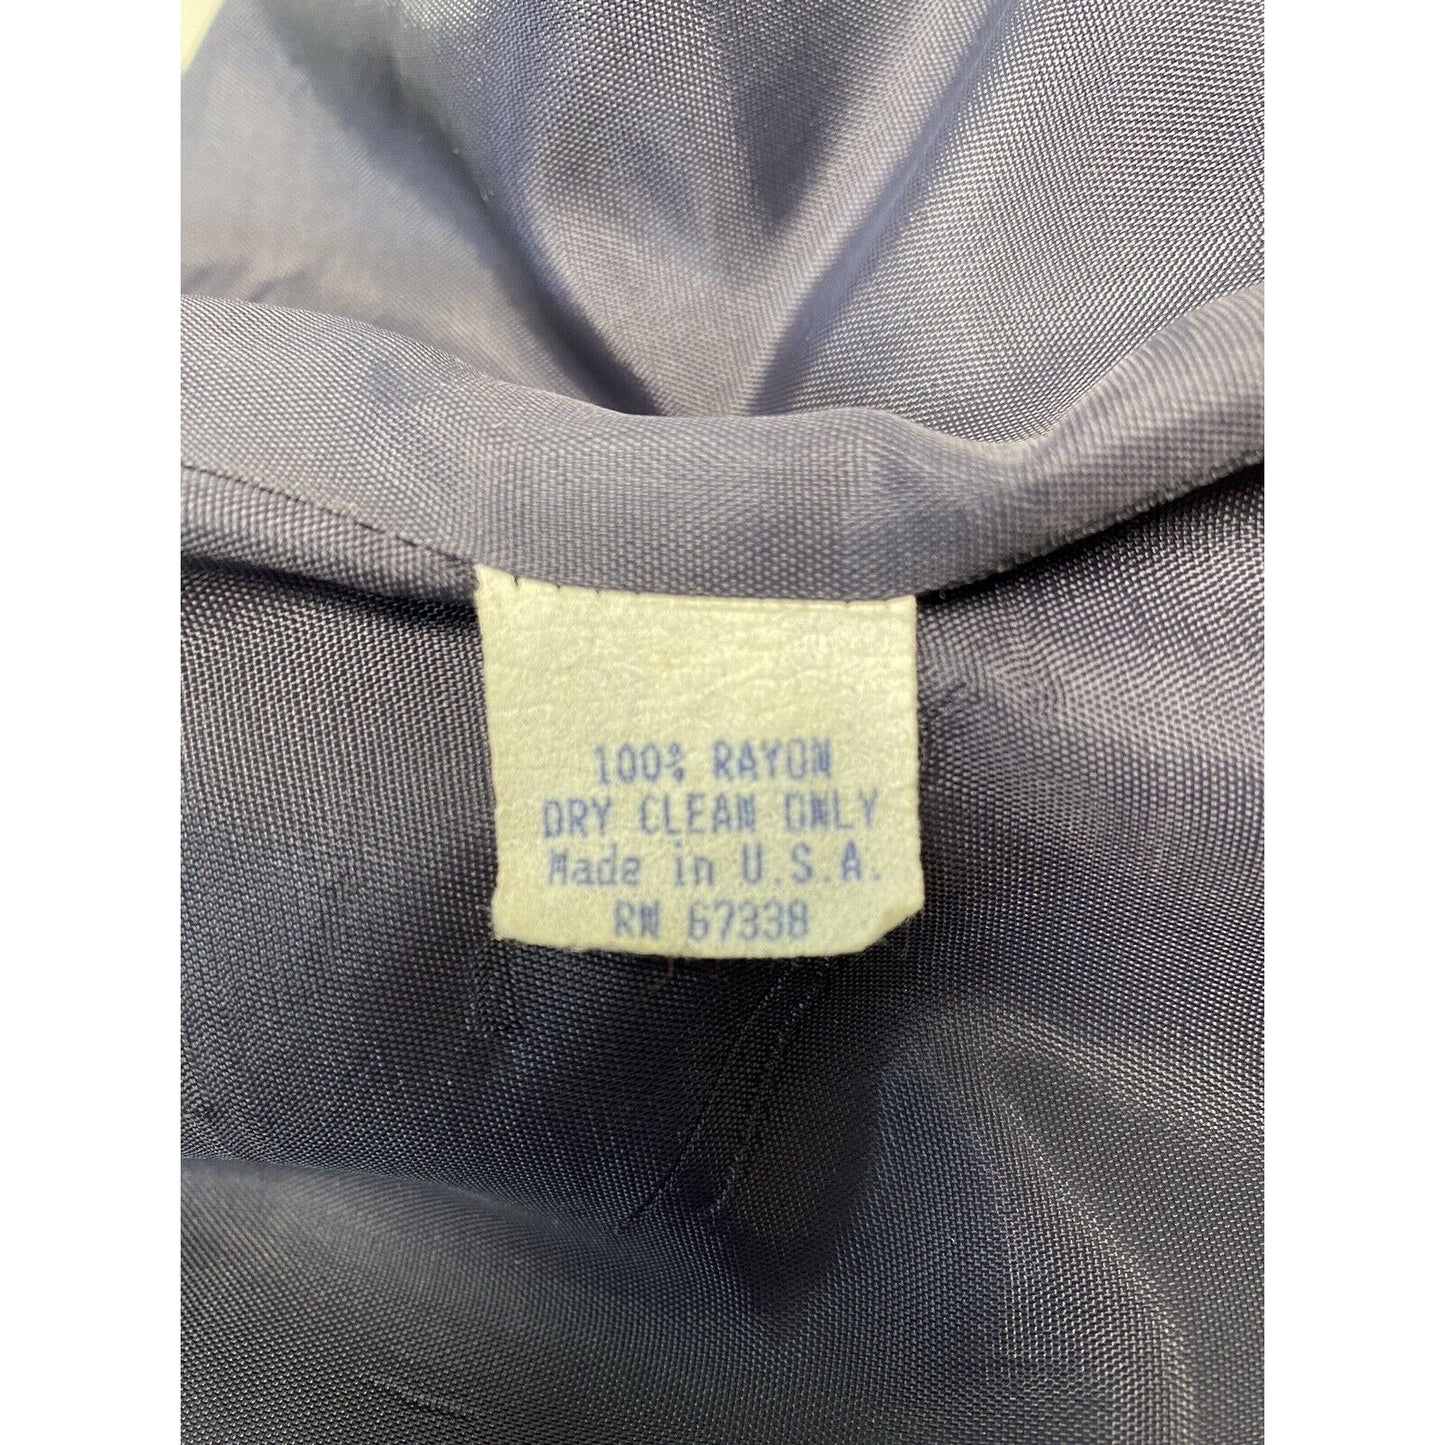 100% RAYON
DRY CLEAN ONLY
Made in U.S.A.
RN 67338